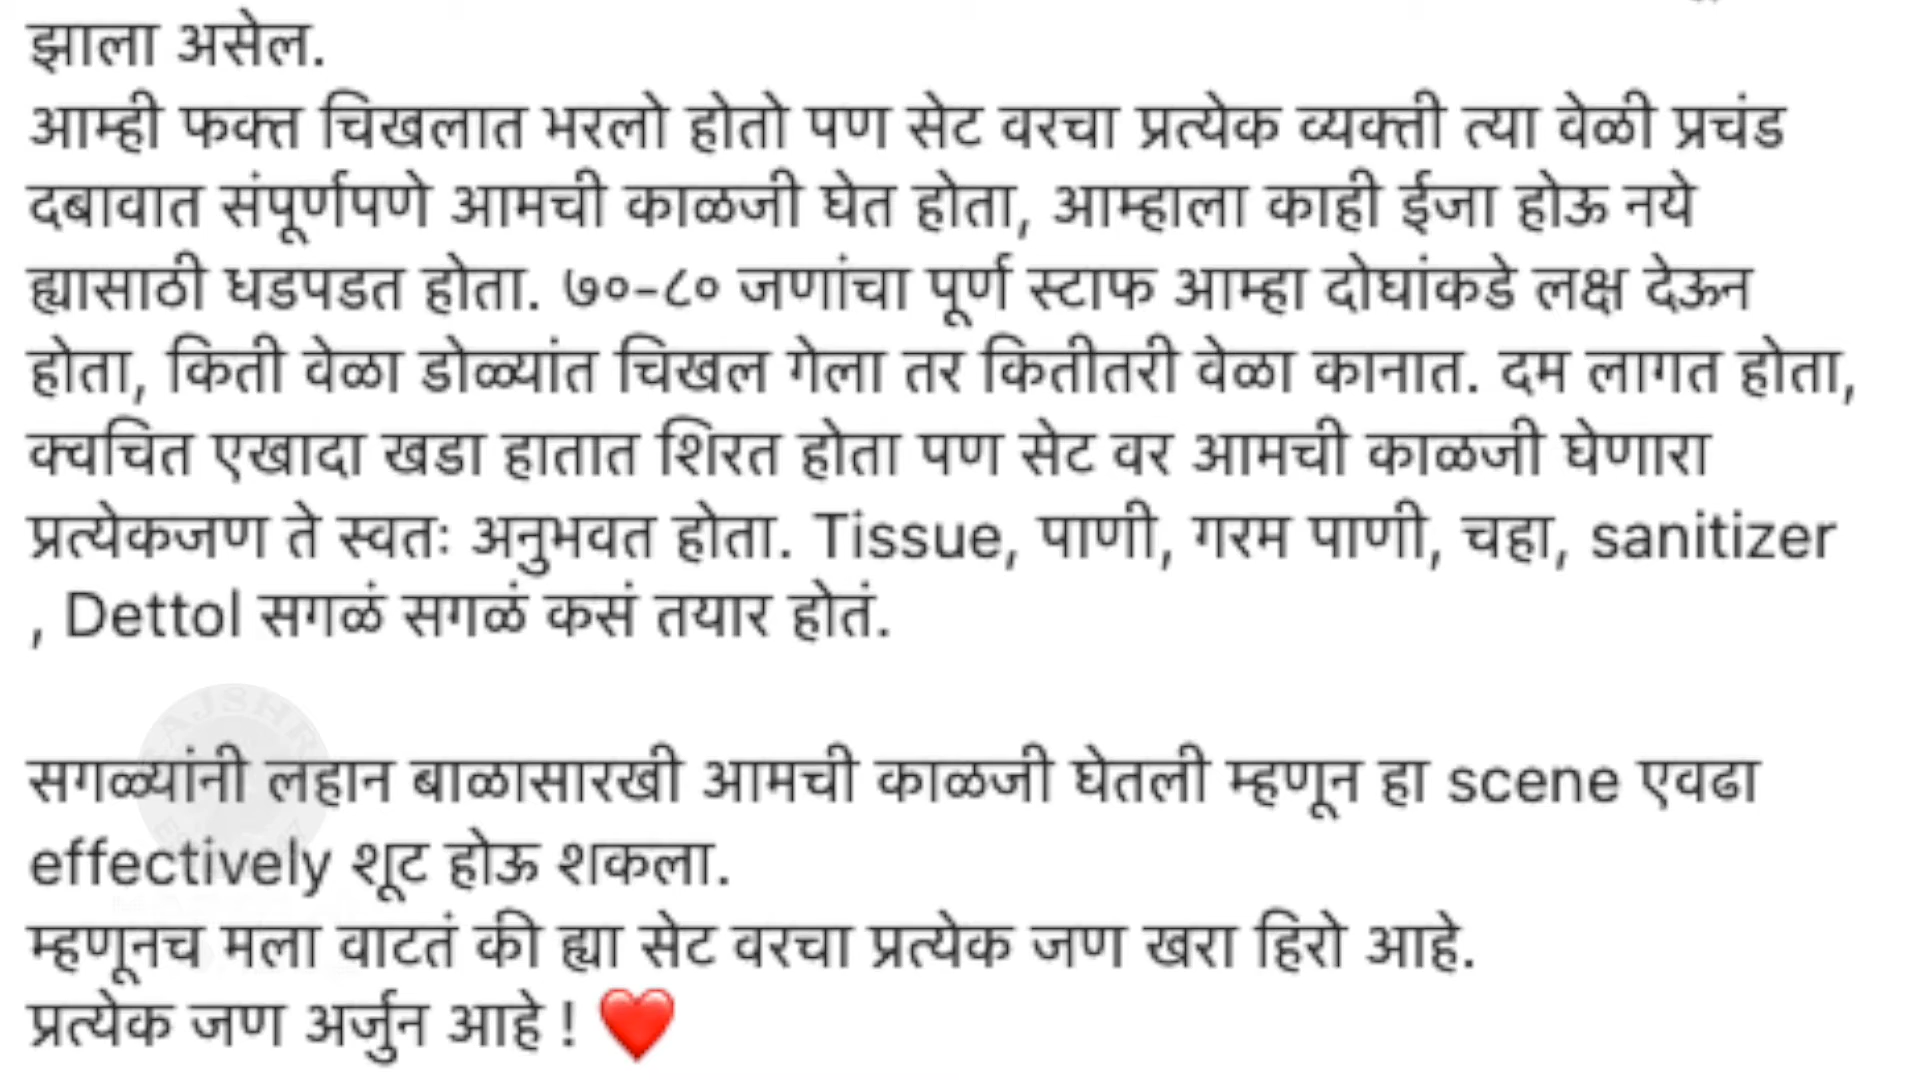 झाला असेल.
आम्ही फक्त चिखलात भरलो होतो पण सेट वरचा प्रत्येक व्यक्ती त्या वेळी प्रचंड
दबावात संपूर्णपणे आमची काळजी घेत होता, आम्हाला काही ईजा होऊ नये
ह्यासाठी धडपडत होता. ७०-८० जणांचा पूर्ण स्टाफ आम्हा दोघांकडे लक्ष देऊन
होता, किती वेळा डोळ्यांत चिखल गेला तर कितीतरी वेळा कानात. दम लागत होता,
क्वचित एखादा खडा हातात शिरत होता पण सेट वर आमची काळजी घेणारा
प्रत्येकजण ते स्वतः अनुभवत होता. Tissue, पाणी, गरम पाणी, चहा, sanitizer
, Dettol सगळं सगळं कसं तयार होतं.
सगळ्यांनी लहान बाळासारखी आमची काळजी घेतली म्हणून हा scene एवढा
effectively शूट होऊ शकला.
म्हणूनच मला वाटतं की ह्या सेट वरचा प्रत्येक जण खरा हिरो आहे.
प्रत्येक जण अर्जुन आहे ! ❤️